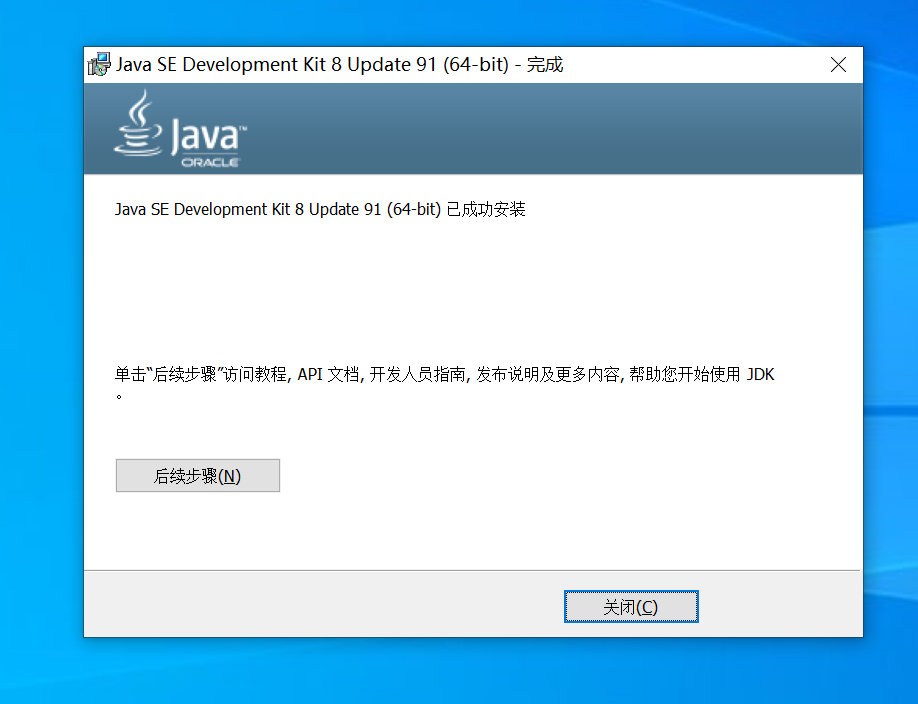 Java SE Development Kit 8 Update 91 (64-bit) - 完成
Java™
ORACLE
Java SE Development Kit 8 Update 91 (64-bit) 已成功安装
单击“后续步骤”访问教程, API 文档, 开发人员指南, 发布说明及更多内容, 帮助您开始使用 JDK
。
后续步骤(N)
关闭(C)